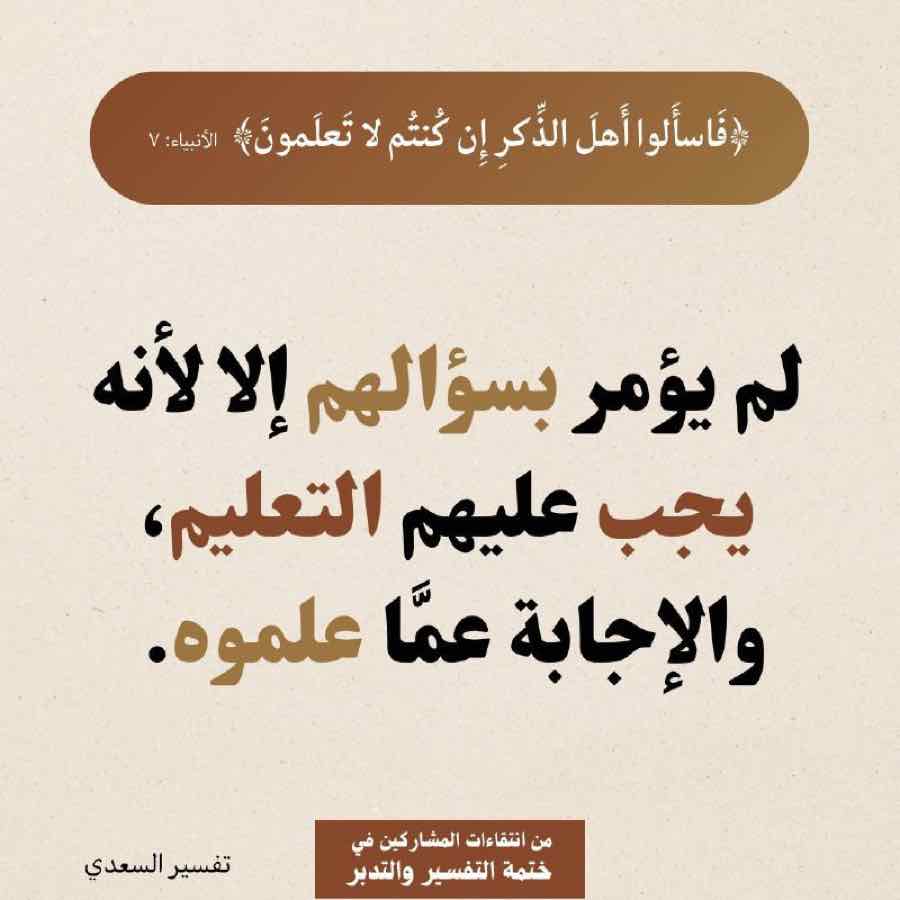 ﴿فَاسأَلوا أَهلَ الذِّكرِ إِن كُنتُم لا تَعلَمونَ﴾ الأنبياء: ٧
لم يؤمر بسؤالهم إلا لأنه
يجب عليهم التعليم،
والإجابة عمَّا علموه.
من انتقاءات المشاركين في
ختمة التفسير والتدبر
تفسير السعدي